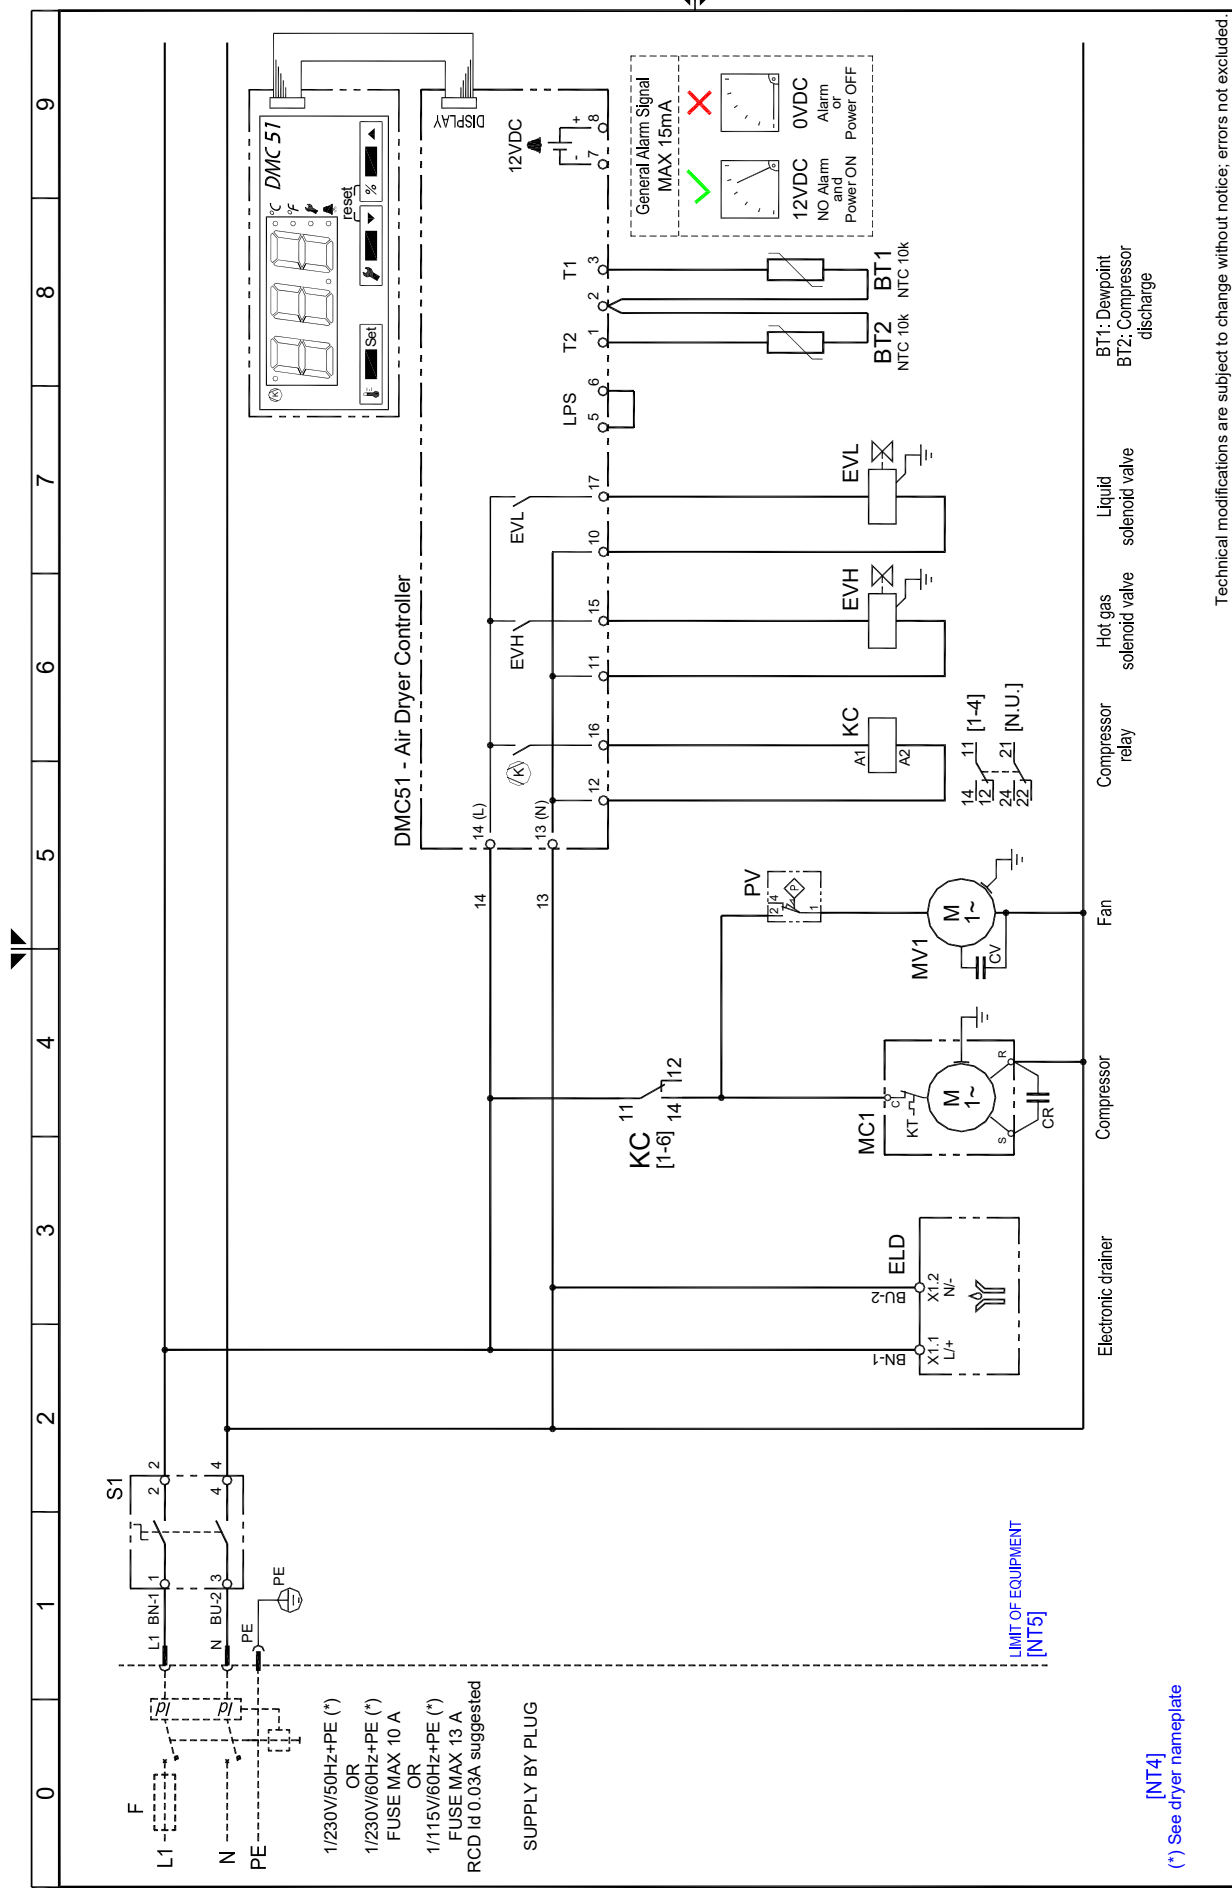 0
1
2
3
4
5
6
7
8
9
F
L1
N
PE
Id
Id
L1
N
PE
BN-1
BU-2
1
3
PE
S1
2
4
2
4
1/230V/50Hz+PE (*)
OR
1/230V/60Hz+PE (*)
FUSE MAX 10 A
OR
1/115V/60Hz+PE (*)
FUSE MAX 13 A
RCD Id 0.03A suggested
SUPPLY BY PLUG
LIMIT OF EQUIPMENT
[NT5]
[NT4]
(*) See dryer nameplate
DMC 51
°C
°F
K
Set
reset
%
DISPLAY
DMC51 - Air Dryer Controller
14 (L)
13 (N)
14
13
K
EVH
EVL
12
16
11
15
10
17
LPS
5
6
T2
T1
1
2
3
12VDC
-
+
7
8
General Alarm Signal
MAX 15mA
12VDC
NO Alarm
and
Power ON
0VDC
Alarm
or
Power OFF
BN-1
BU-2
X1.1
L/+
X1.2
N/-
ELD
KC
[1-6]
11
14
12
MC1
C
KT
M
1~
S
R
CR
PV
2
4
P
1
MV1
M
1~
CV
KC
A1
A2
14
12
11 [1-4]
24
22
21 [N.U.]
EVH
EVL
BT2
NTC 10k
BT1
NTC 10k
Electronic drainer
Compressor
Fan
Compressor
relay
Hot gas
solenoid valve
Liquid
solenoid valve
BT1: Dewpoint
BT2: Compressor
discharge
Technical modifications are subject to change without notice; errors not excluded.